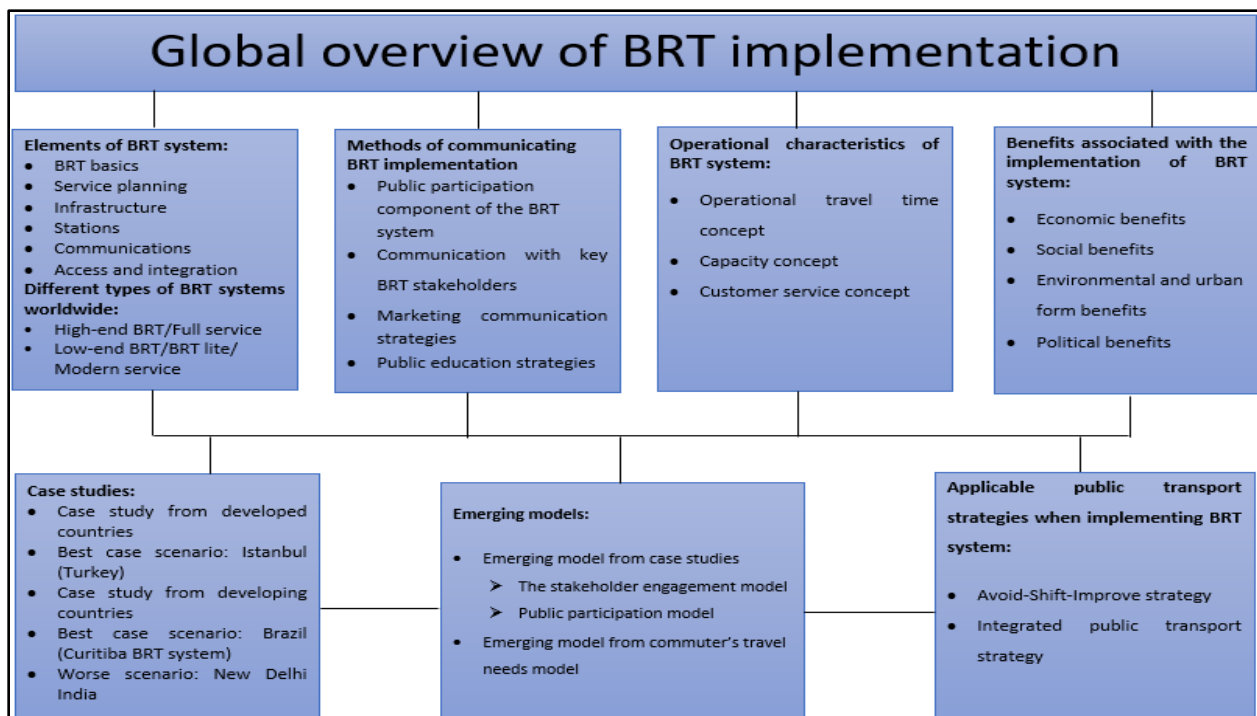 Global overview of BRT implementation
Elements of BRT system:
• BRT basics
• Service planning
• Infrastructure
• Stations
• Communications
• Access and integration
Different types of BRT systems
worldwide:
• High-end BRT/Full service
• Low-end BRT/BRT lite/
Modern service
Methods of communicating
BRT implementation
• Public participation
component of the BRT
system
• Communication with key
BRT stakeholders
• Marketing communication
strategies
• Public education strategies
Operational characteristics of
BRT system:
• Operational travel time
concept
• Capacity concept
• Customer service concept
Benefits associated with the
implementation of BRT
system:
• Economic benefits
• Social benefits
• Environmental and urban
form benefits
• Political benefits
Case studies:
• Case study from developed
countries
• Best case scenario: Istanbul
(Turkey)
• Case study from developing
countries
• Best case scenario: Brazil
(Curitiba BRT system)
• Worse scenario: New Delhi
India
Emerging models:
• Emerging model from case studies
➢ The stakeholder engagement model
➢ Public participation model
• Emerging model from commuter's travel
needs model
Applicable public transport
strategies when implementing BRT
system:
• Avoid-Shift-Improve strategy
• Integrated public transport
strategy